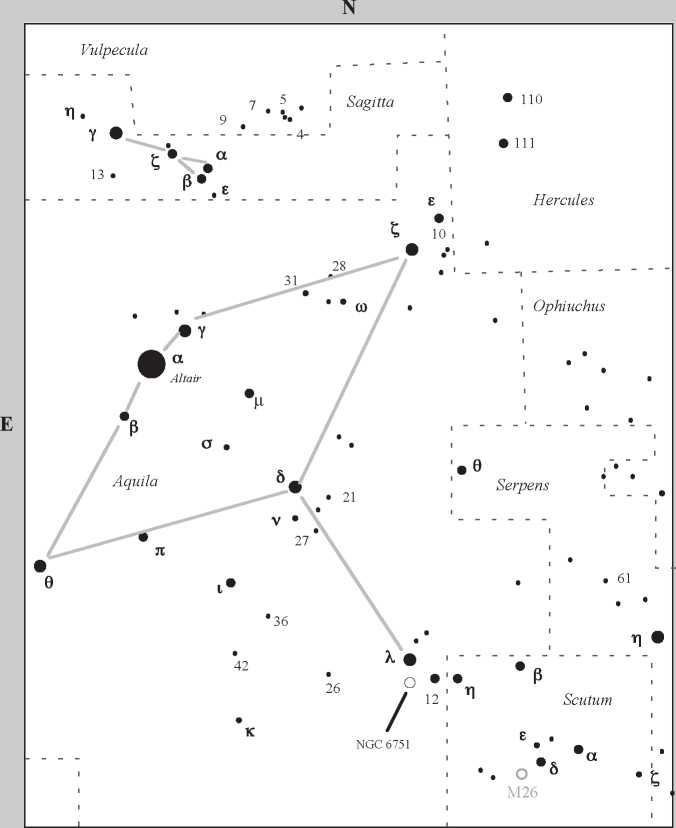 N
Vulpecula
η
γ
7
5
9
4
Sagitta
110
111
ζ
α
13
β
ε
Hercules
ε
10
ζ
28
31
ω
Ophiuchus
γ
α
Altair
μ
β
E
σ
θ
Aquila
δ
Serpens
21
ν
27
π
θ
ι
61
36
η
42
λ
26
12
η
β
Scutum
κ
NGC 6751
ε
α
δ
ζ
M26